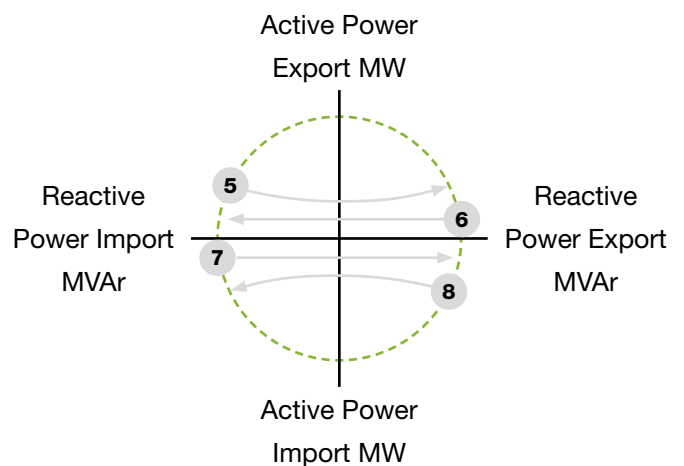 Active Power
Export MW
5
Reactive
Power Import
MVAr
6
Reactive
Power Export
MVAr
7
8
Active Power
Import MW